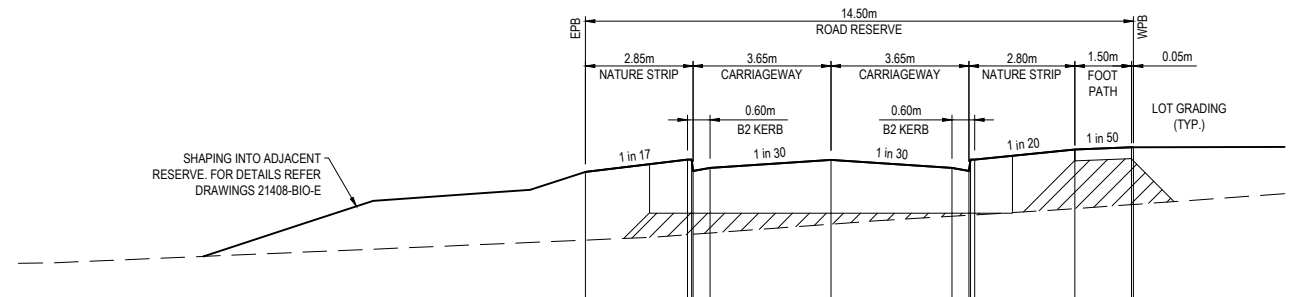 14.50m
ROAD RESERVE
EPB
WPB
2.85m
NATURE STRIP
3.65m
CARRIAGEWAY
3.65m
CARRIAGEWAY
2.80m
NATURE STRIP
1.50m
FOOT
PATH
0.05m
0.60m
B2 KERB
0.60m
B2 KERB
LOT GRADING
(TYP.)
1 in 17
1 in 30
1 in 30
1 in 20
1 in 50
SHAPING INTO ADJACENT
RESERVE. FOR DETAILS REFER
DRAWINGS 21408-BIO-E